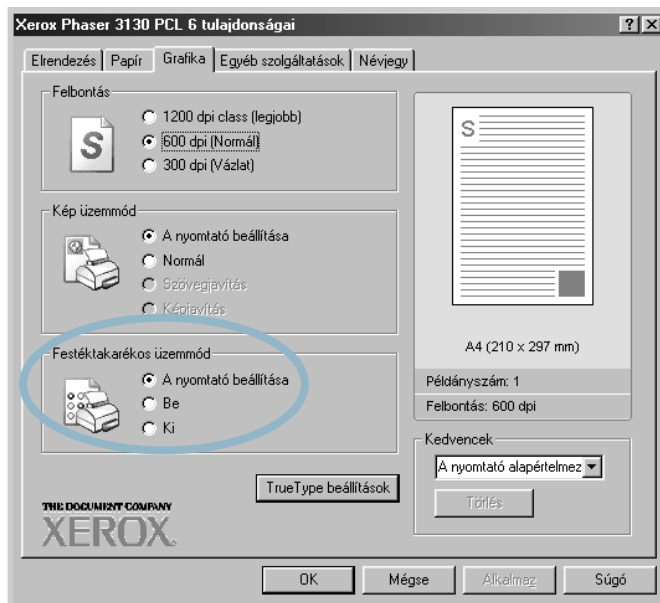 Xerox Phaser 3130 PCL 6 tulajdonságai
Elrendezés Papír Grafika Egyéb szolgáltatások Névjegy
Felbontás
S
1200 dpi class (legjobb)
600 dpi (Normál)
300 dpi (Vázlat)
Kép üzemmód
A nyomtató beállítása
Normál
Szövegjavítás
Képjavítás
Festéktakarékos üzemmód
A nyomtató beállítása
Be
Ki
TrueType beállítások
THE DOCUMENT COMPANY
XEROX
S
A4 (210 x 297 mm)
Példányszám: 1
Felbontás: 600 dpi
Kedvencek
A nyomtató alapértelmez
Törlés
OK Mégse Alkalmaz Súgó